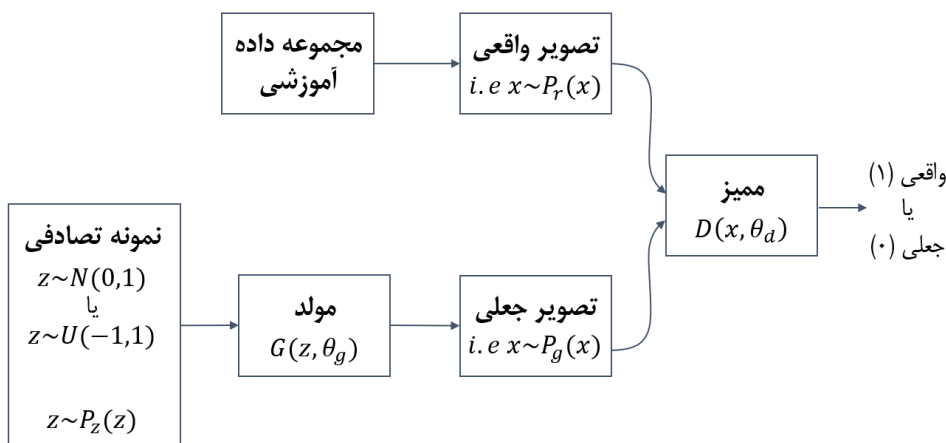 مجموعه داده
آموزشی
تصویر واقعی
i.e x~P_r(x)
ممیز
D(x,θ_d)
واقعی (۱)
یا
جعلی (۰)
نمونه تصادفی
z~N(0,1)
یا
z~U(−1,1)
z~P_z(z)
مولد
G(z,θ_g)
تصویر جعلی
i.e x~P_g(x)